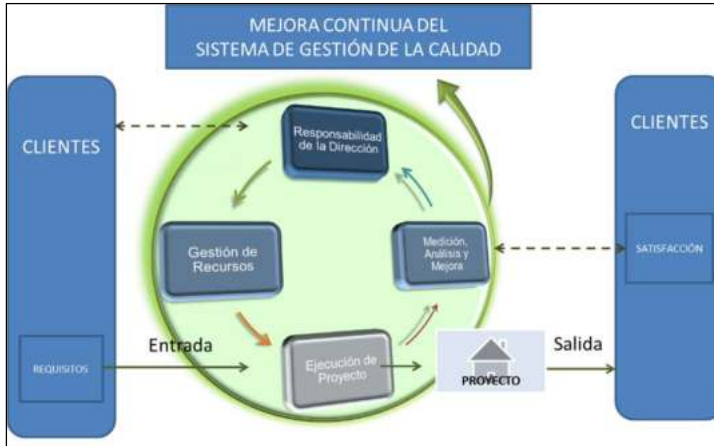 MEJORA CONTINUA DEL
SISTEMA DE GESTIÓN DE LA CALIDAD
CLIENTES
CLIENTES
Responsabilidad
de la Dirección
Gestión de
Recursos
Medición,
Análisis y
Mejora
SATISFACCIÓN
Entrada
REQUISITOS
Ejecución de
Proyecto
PROYECTO
Salida